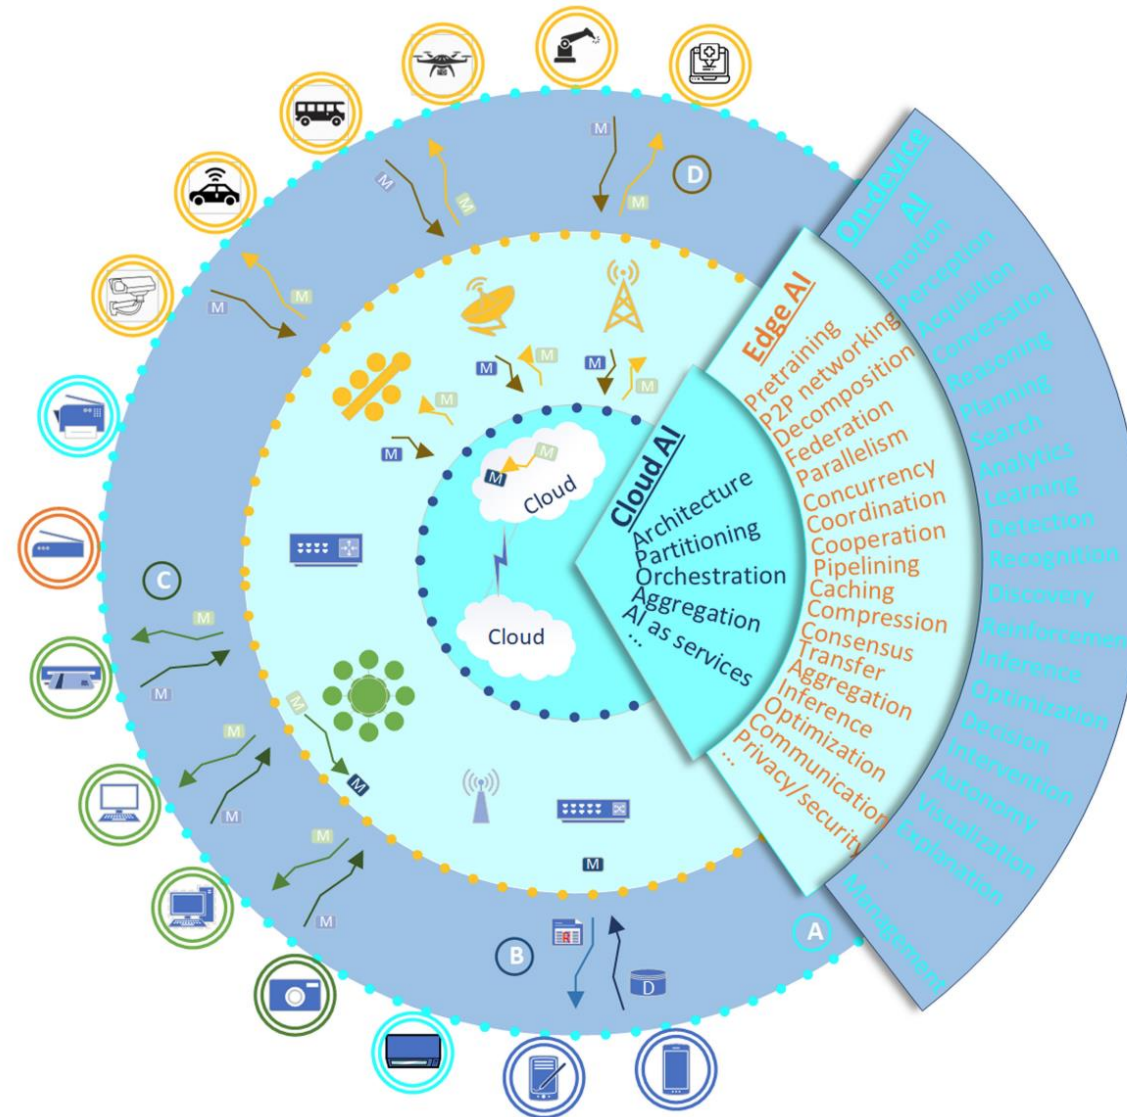 M
M
D
M
M
On-device
AI
Emotion
Perception
Acquisition
Conversation
Reasoning
Planning
Search
Analytics
Learning
Detection
Recognition
Discovery
Reinforcement
Inference
Optimization
Decision
Intervention
Autonomy
Visualization
Explanation
...
Management
Edge AI
Pretraining
P2P networking
Decomposition
Federation
Parallelism
Concurrency
Coordination
Cooperation
Pipelining
Caching
Compression
Consensus
Transfer
Aggregation
Inference
Optimization
Communication
Privacy/security
...
Cloud AI
Architecture
Partitioning
Orchestration
Aggregation
AI as services
...
M
M
M
M
M
M
M
M
M
M
Cloud
Cloud
C
M
M
M
M
M
M
M
M
M
B
R
D
A